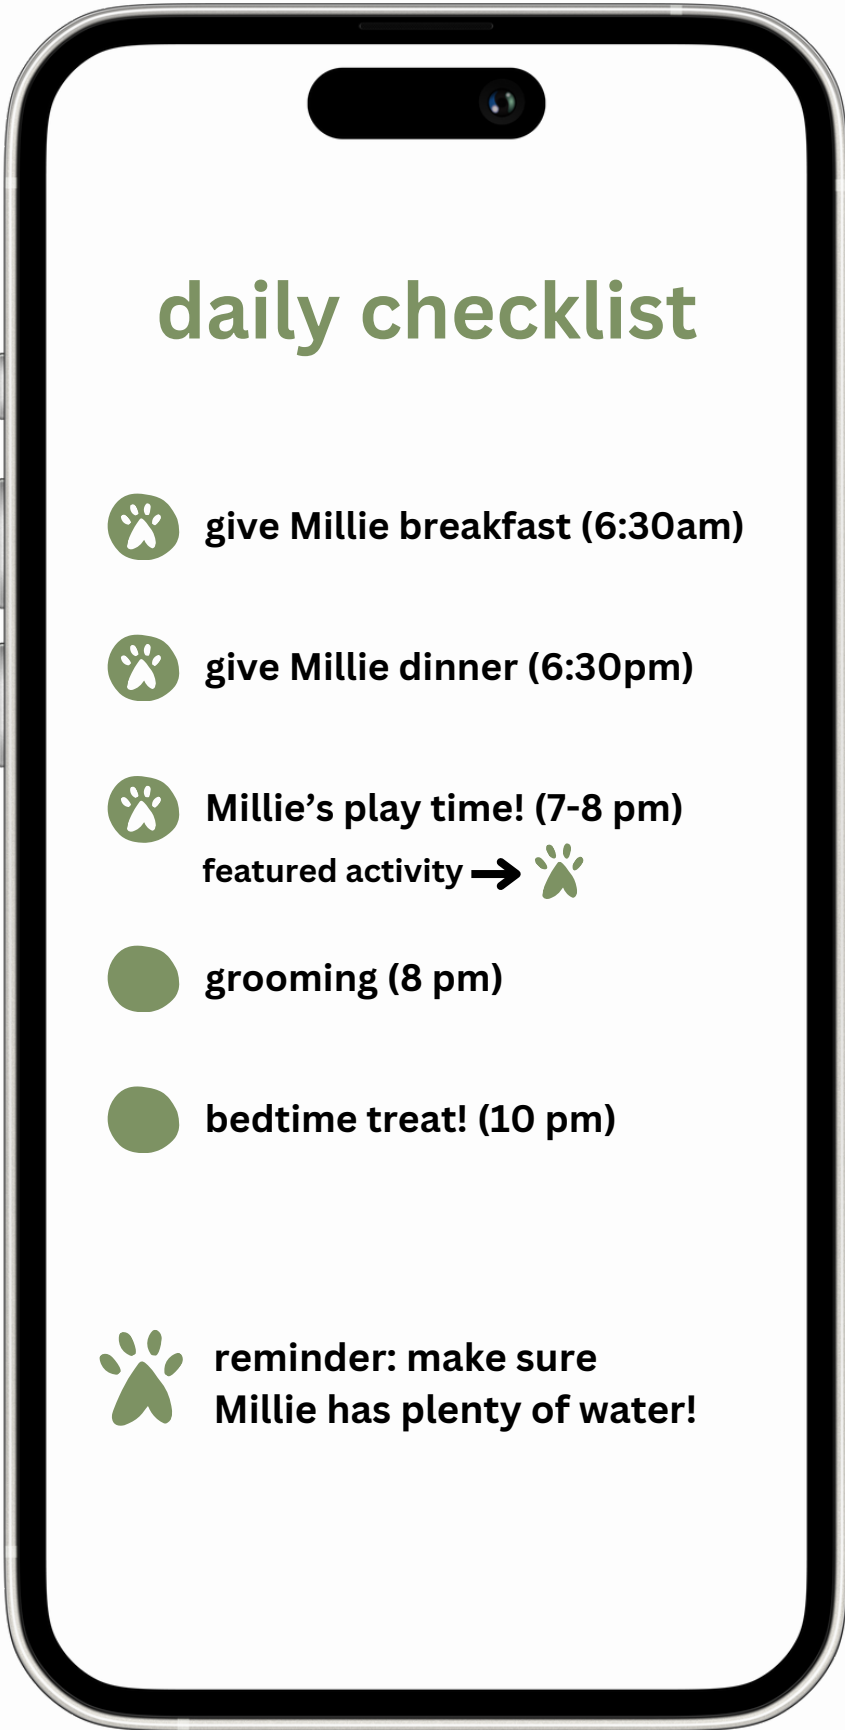 daily checklist
give Millie breakfast (6:30am)
give Millie dinner (6:30pm)
Millie’s play time! (7-8 pm)
featured activity
grooming (8 pm)
bedtime treat! (10 pm)
reminder: make sure
Millie has plenty of water!